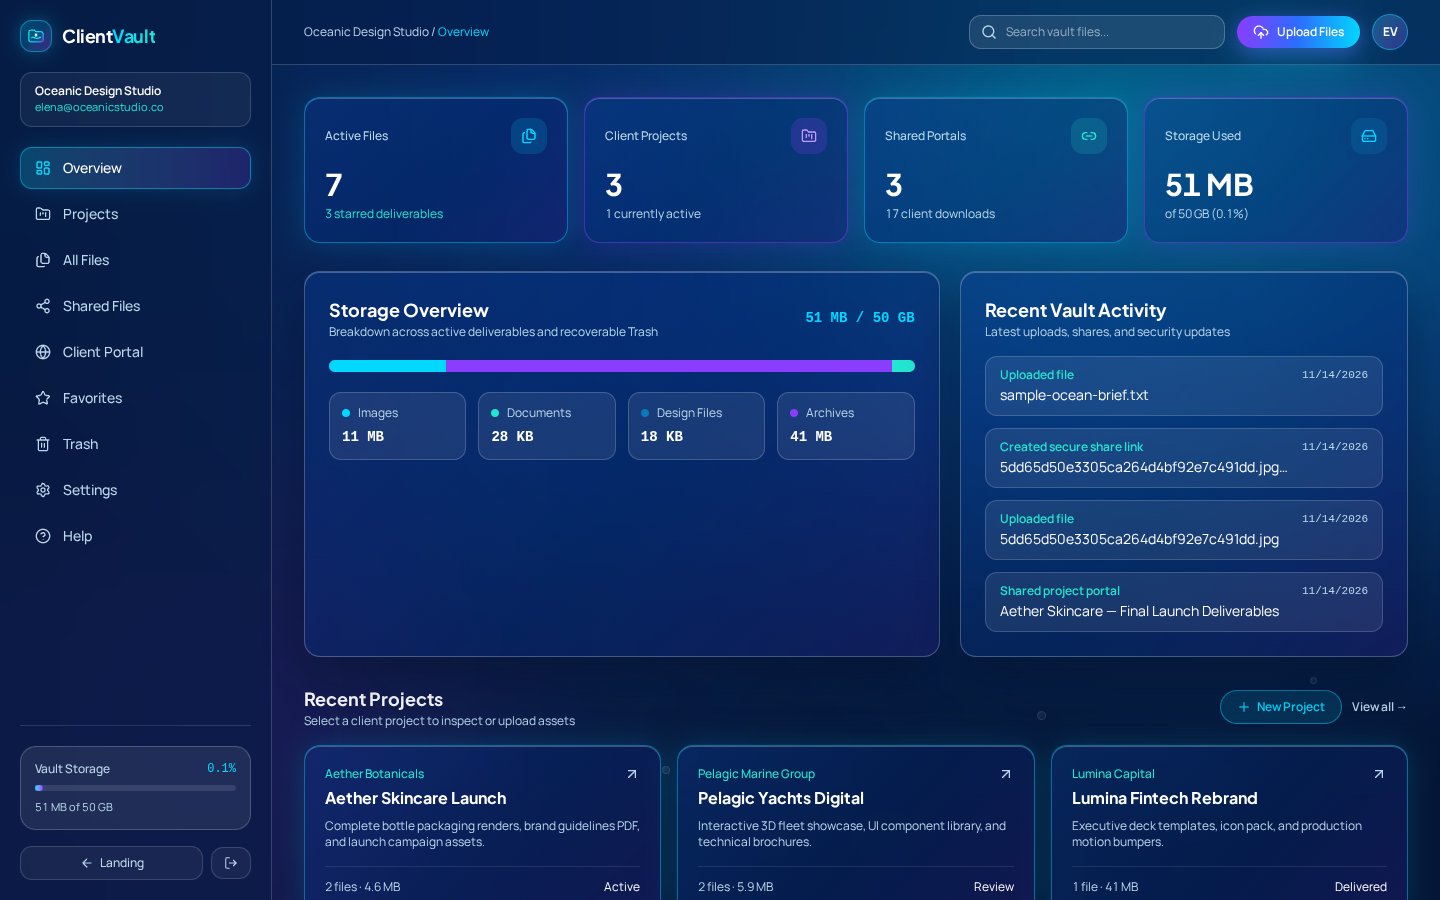 ClientVault
Oceanic Design Studio
elena@oceanicstudio.co
Overview
Projects
All Files
Shared Files
Client Portal
Favorites
Trash
Settings
Help
Vault Storage 0.1%
51 MB of 50 GB
← Landing
Oceanic Design Studio / Overview
Search vault files...
Upload Files
EV
Active Files
7
3 starred deliverables
Client Projects
3
1 currently active
Shared Portals
3
17 client downloads
Storage Used
51 MB
of 50 GB (0.1%)
Storage Overview
Breakdown across active deliverables and recoverable Trash
51 MB / 50 GB
Images
11 MB
Documents
28 KB
Design Files
18 KB
Archives
41 MB
Recent Vault Activity
Latest uploads, shares, and security updates
Uploaded file 11/14/2026
sample-ocean-brief.txt
Created secure share link 11/14/2026
5dd65d50e3305ca264d4bf92e7c491dd.jpg...
Uploaded file 11/14/2026
5dd65d50e3305ca264d4bf92e7c491dd.jpg
Shared project portal 11/14/2026
Aether Skincare — Final Launch Deliverables
Recent Projects
Select a client project to inspect or upload assets
+ New Project
View all →
Aether Botanicals
Aether Skincare Launch
Complete bottle packaging renders, brand guidelines PDF,
and launch campaign assets.
2 files · 4.6 MB Active
Pelagic Marine Group
Pelagic Yachts Digital
Interactive 3D fleet showcase, UI component library, and
technical brochures.
2 files · 5.9 MB Review
Lumina Capital
Lumina Fintech Rebrand
Executive deck templates, icon pack, and production
motion bumpers.
1 file · 41 MB Delivered